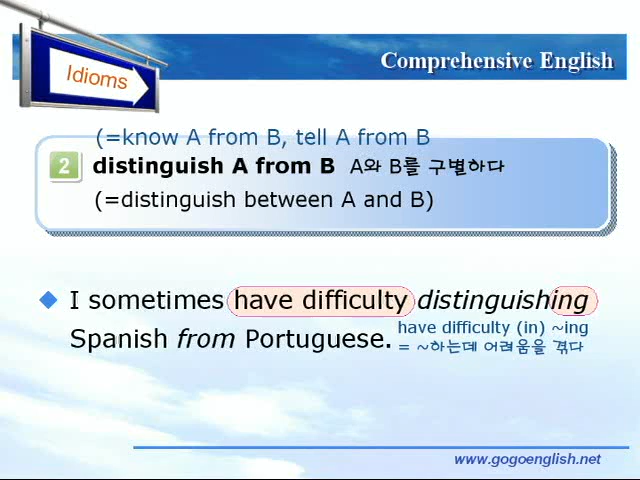 Idioms
Comprehensive English
(=know A from B, tell A from B
2 distinguish A from B A와 B를 구별하다
(=distinguish between A and B)
I sometimes have difficulty distinguishing
Spanish from Portuguese.
have difficulty (in) ~ing
= ~하는데 어려움을 겪다
www.gogoenglish.net